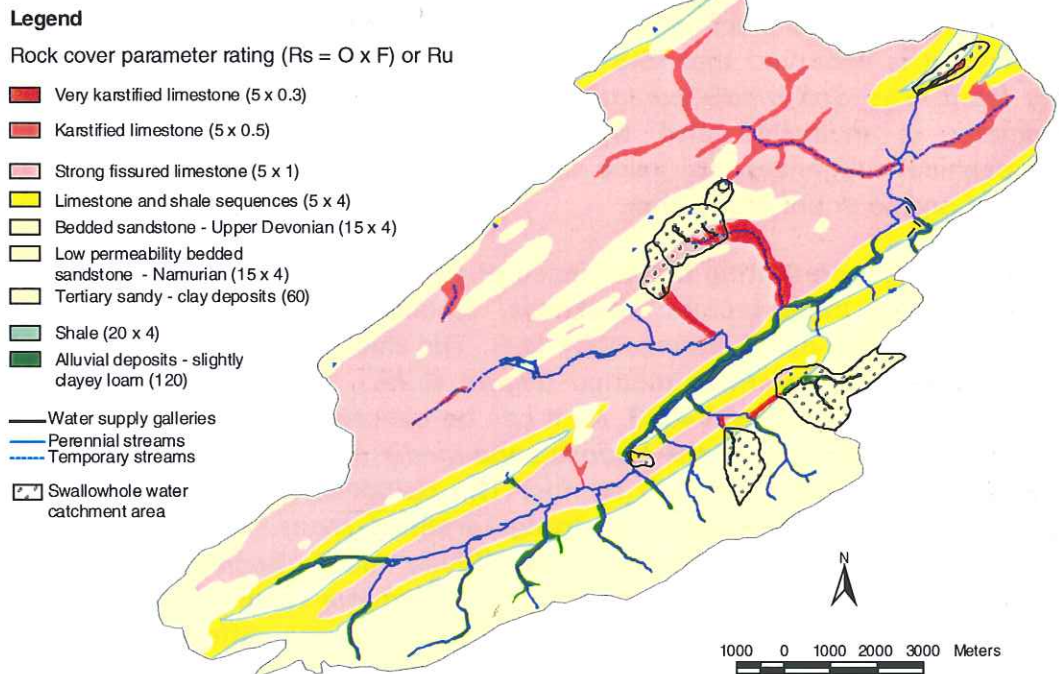 Legend
Rock cover parameter rating (Rs = O x F) or Ru
Very karstified limestone (5 x 0.3)
Karstified limestone (5 x 0.5)
Strong fissured limestone (5 x 1)
Limestone and shale sequences (5 x 4)
Bedded sandstone - Upper Devonian (15 x 4)
Low permeability bedded
sandstone - Namurian (15 x 4)
Tertiary sandy - clay deposits (60)
Shale (20 x 4)
Alluvial deposits - slightly
clayey loam (120)
Water supply galleries
Perennial streams
Temporary streams
Swallowhole water
catchment area
N
1000 0 1000 2000 3000 Meters